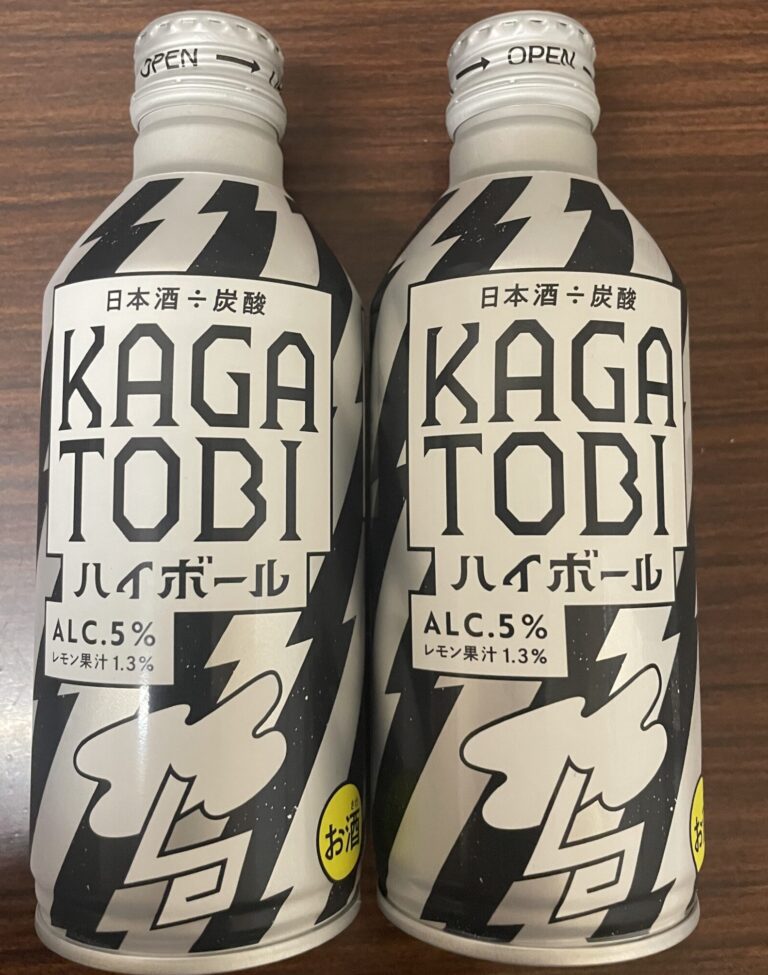 OPEN →
日本酒÷炭酸
KAGA
TOBI
ハイボール
ALC.5%
レモン果汁1.3%
お酒
→ OPEN
日本酒÷炭酸
KAGA
TOBI
ハイボール
ALC.5%
レモン果汁1.3%
お